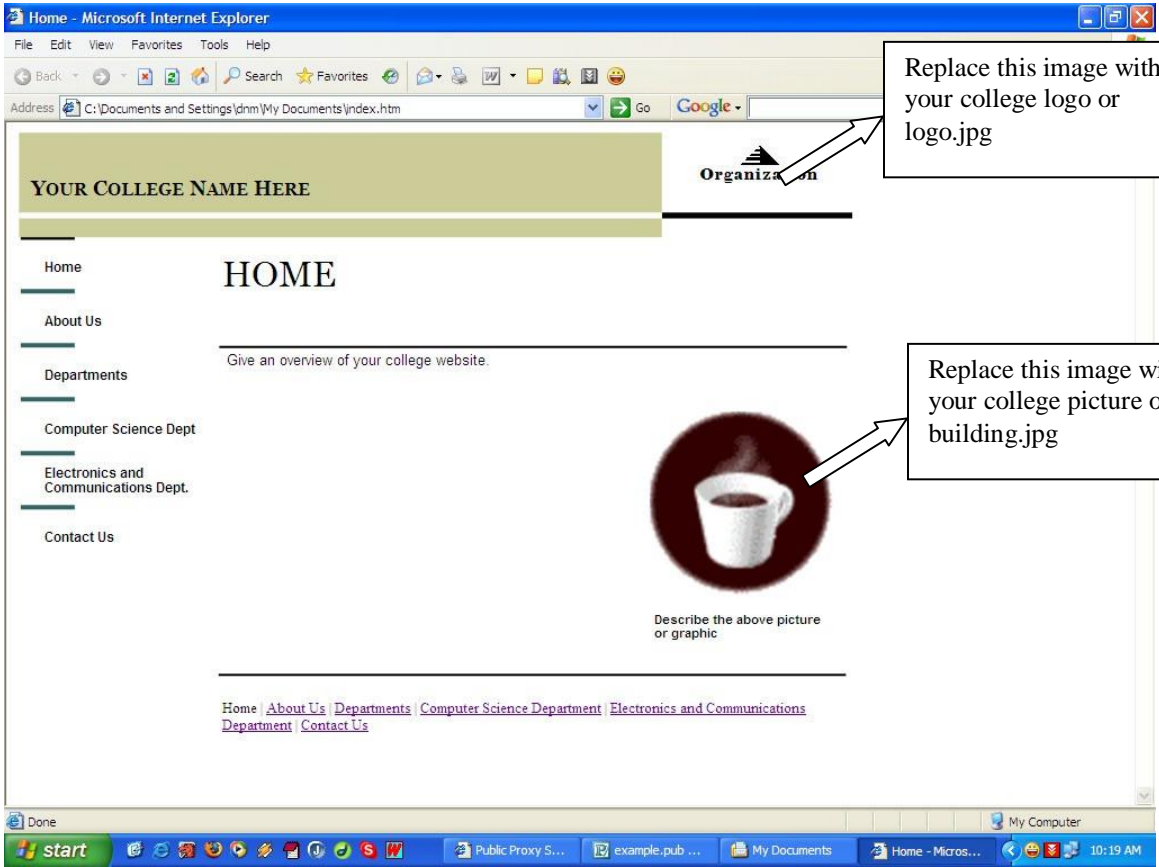 Home - Microsoft Internet Explorer
File Edit View Favorites Tools Help
Back Search Favorites
Address C:\Documents and Settings\dnm\My Documents\index.htm Go Google
Replace this image with
your college logo or
logo.jpg
YOUR COLLEGE NAME HERE
Organization
Home
About Us
Departments
Computer Science Dept
Electronics and
Communications Dept.
Contact Us
HOME
Give an overview of your college website.
Replace this image
your college picture
building.jpg
Describe the above picture
or graphic
Home | About Us | Departments | Computer Science Department | Electronics and Communications
Department | Contact Us
Done My Computer
start Public Proxy S... example.pub ... My Documents Home - Micros... 10:19 AM